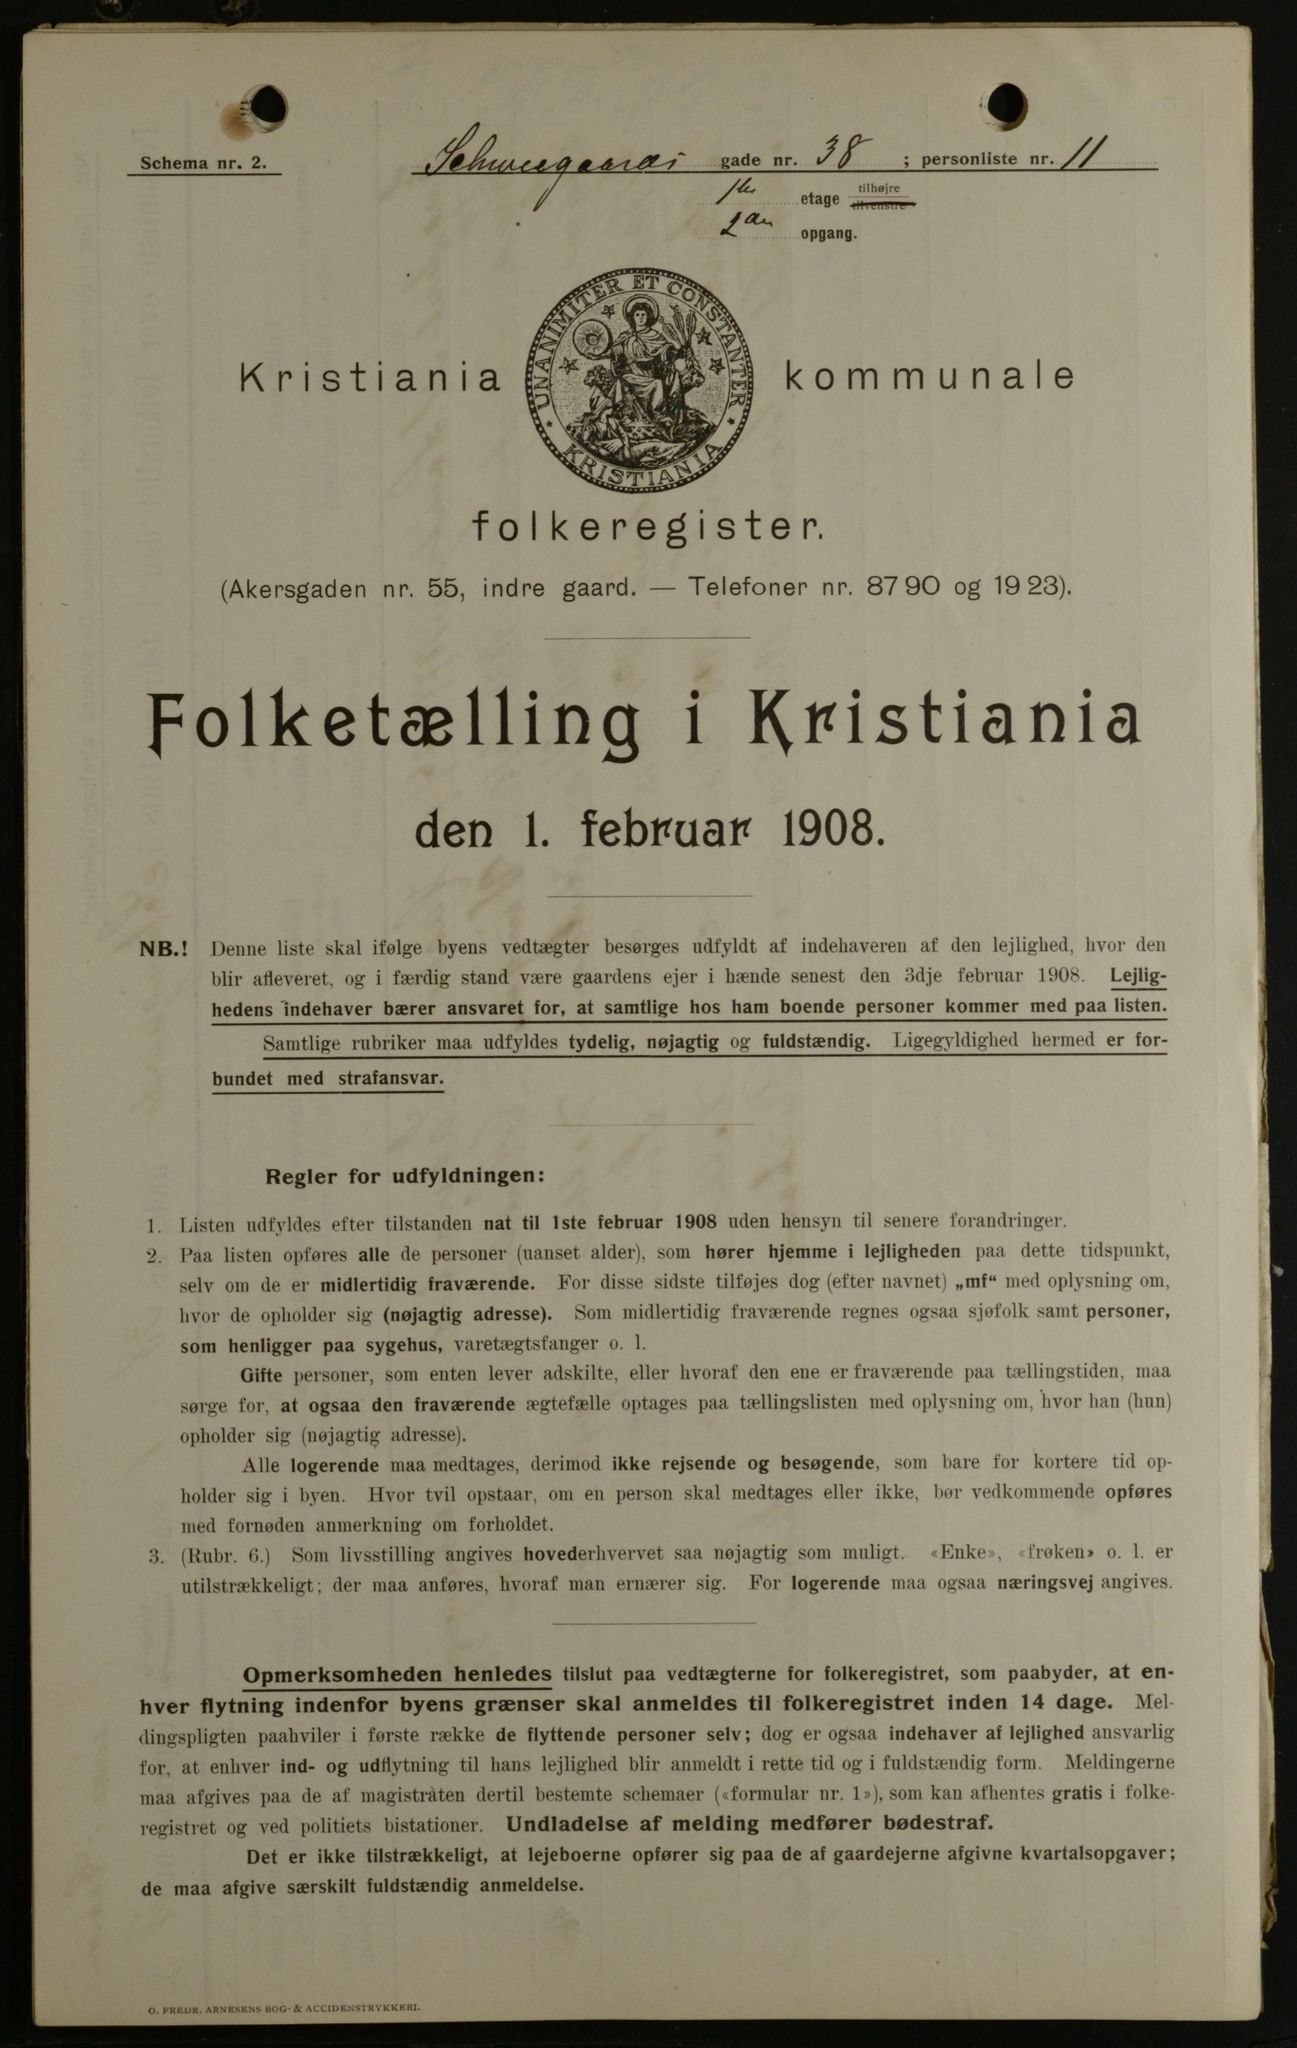 Schema nr. 2.
Schweegaards gade nr. 38 ; personliste nr. 11
1ste etage tilhøjre tilvenstre
2den opgang.
UNANIMITER ET CONSTANTER
KRISTIANIA
Kristiania kommunale
folkeregister.
(Akersgaden nr. 55, indre gaard. — Telefoner nr. 87 90 og 19 23).
Folketælling i Kristiania
den 1. februar 1908.
NB.! Denne liste skal ifølge byens vedtægter besørges udfyldt af indehaveren af den lejlighed, hvor den
blir afleveret, og i færdig stand være gaardens ejer i hænde senest den 3dje februar 1908. Lejlig-
hedens indehaver bærer ansvaret for, at samtlige hos ham boende personer kommer med paa listen.
Samtlige rubriker maa udfyldes tydelig, nøjagtig og fuldstændig. Ligegyldighed hermed er for-
bundet med strafansvar.
Regler for udfyldningen:
1. Listen udfyldes efter tilstanden nat til 1ste februar 1908 uden hensyn til senere forandringer.
2. Paa listen opføres alle de personer (uanset alder), som hører hjemme i lejligheden paa dette tidspunkt,
selv om de er midlertidig fraværende. For disse sidste tilføjes dog (efter navnet) „mf“ med oplysning om,
hvor de opholder sig (nøjagtig adresse). Som midlertidig fraværende regnes ogsaa sjøfolk samt personer,
som henligger paa sygehus, varetægtsfanger o. l.
Gifte personer, som enten lever adskilte, eller hvoraf den ene er fraværende paa tællingstiden, maa
sørge for, at ogsaa den fraværende ægtefælle optages paa tællingslisten med oplysning om, hvor han (hun)
opholder sig (nøjagtig adresse).
Alle logerende maa medtages, derimod ikke rejsende og besøgende, som bare for kortere tid op-
holder sig i byen. Hvor tvil opstaar, om en person skal medtages eller ikke, bør vedkommende opføres
med fornøden anmerkning om forholdet.
3. (Rubr. 6.) Som livsstilling angives hovederhvervet saa nøjagtig som muligt. «Enke», «frøken» o. l. er
utilstrækkeligt; der maa anføres, hvoraf man ernærer sig. For logerende maa ogsaa næringsvej angives.
Opmerksomheden henledes tilslut paa vedtægterne for folkeregistret, som paabyder, at en-
hver flytning indenfor byens grænser skal anmeldes til folkeregistret inden 14 dage. Mel-
dingspligten paahviler i første række de flyttende personer selv; dog er ogsaa indehaver af lejlighed ansvarlig
for, at enhver ind- og udflytning til hans lejlighed blir anmeldt i rette tid og i fuldstændig form. Meldingerne
maa afgives paa de af magistraten dertil bestemte schemaer («formular nr. 1»), som kan afhentes gratis i folke-
registret og ved politiets bistationer. Undladelse af melding medfører bødestraf.
Det er ikke tilstrækkeligt, at lejeboerne opfører sig paa de af gaardejerne afgivne kvartalsopgaver;
de maa afgive særskilt fuldstændig anmeldelse.
O. FREDR. ARNESENS BOG- & ACCIDENSTRYKKERI.